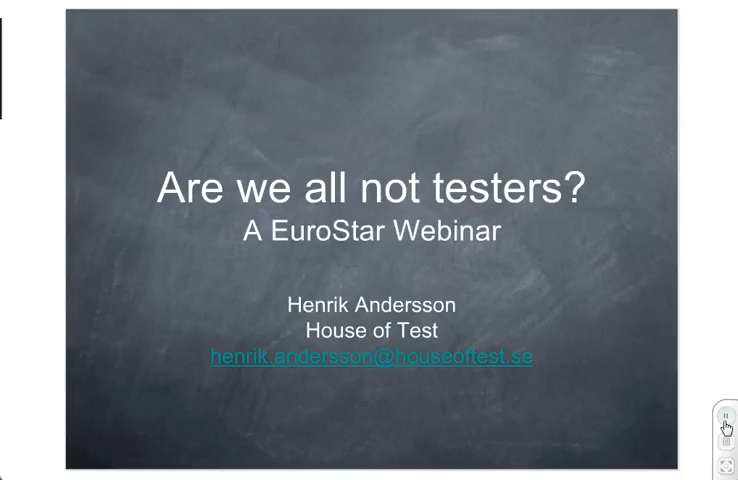 Are we all not testers?
A EuroStar Webinar
Henrik Andersson
House of Test
henrik.andersson@houseoftest.se